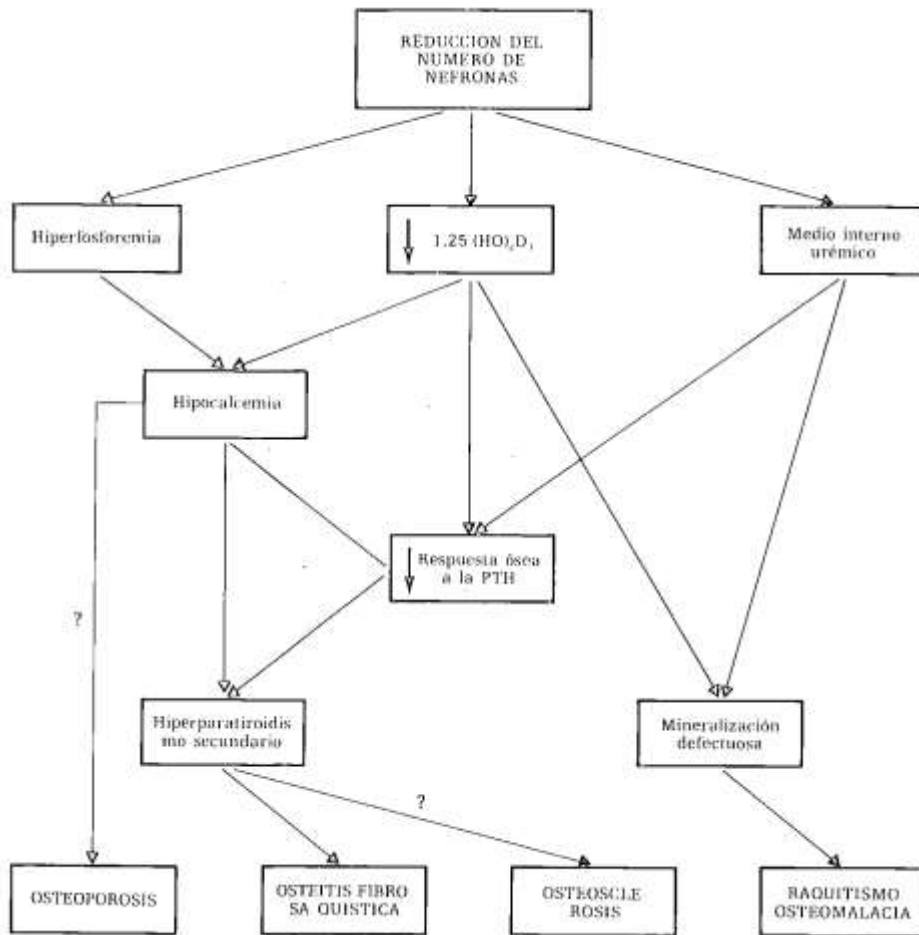 REDUCCION DEL
NUMERO DE
NEFRONAS
Hiperfosforemia
1.25 (HO)₂D₃
Medio interno
urémico
Hipocalcemia
Respuesta ósea
a la PTH
?
Hiperparatiroidis
mo secundario
Mineralización
defectuosa
?
OSTEOPOROSIS
OSTEITIS FIBRO
SA QUISTICA
OSTEOSCLE
ROSIS
RAQUITISMO
OSTEOMALACIA